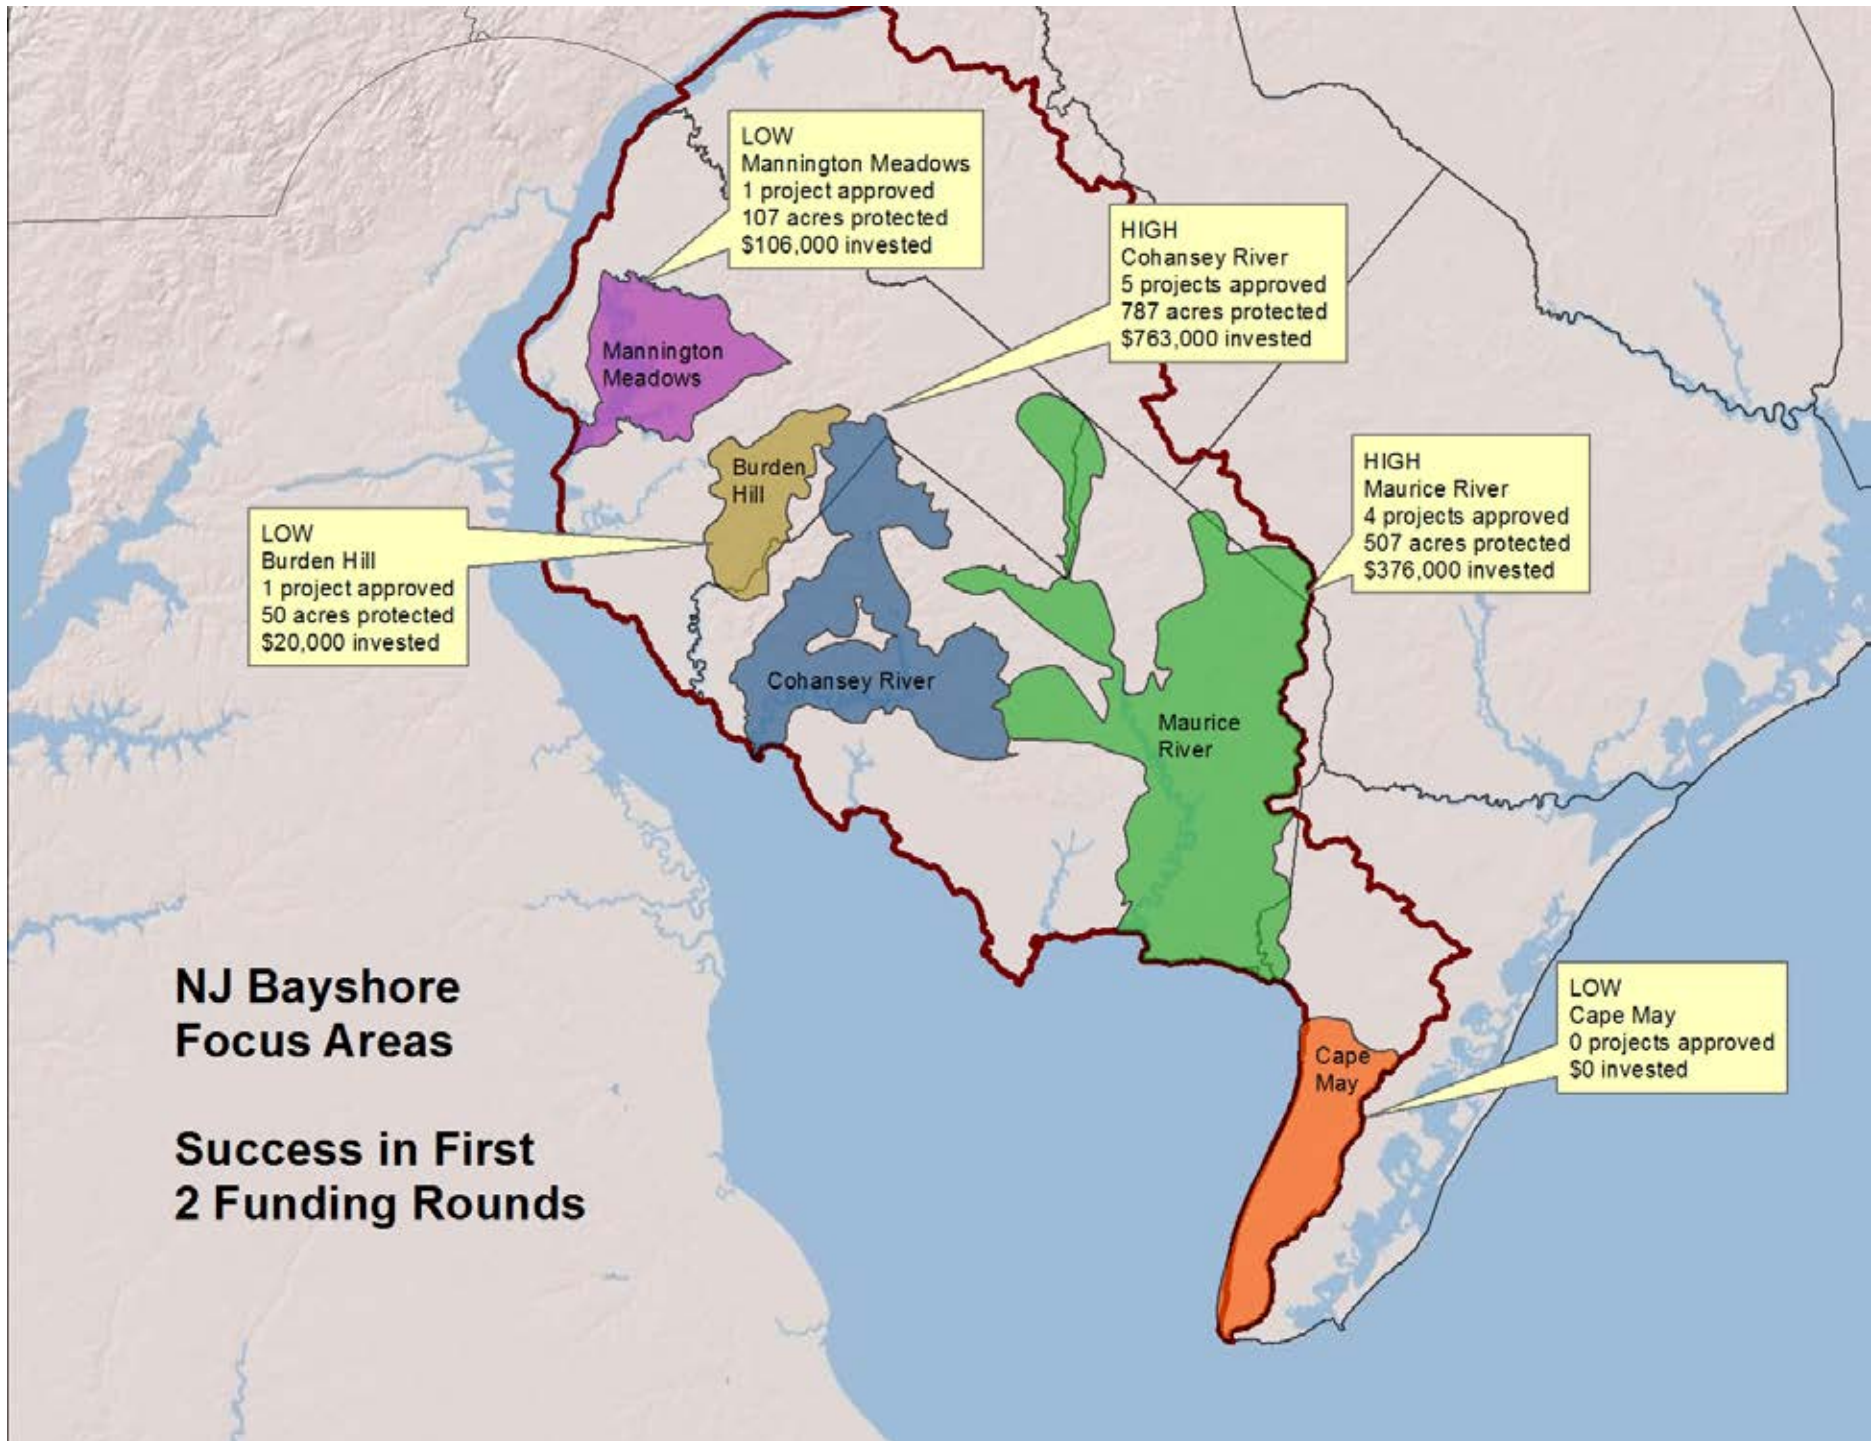 LOW
Mannington Meadows
1 project approved
107 acres protected
$106,000 invested
HIGH
Cohansey River
5 projects approved
787 acres protected
$763,000 invested
Mannington
Meadows
Burden
Hill
HIGH
Maurice River
4 projects approved
507 acres protected
$376,000 invested
LOW
Burden Hill
1 project approved
50 acres protected
$20,000 invested
Cohansey River
Maurice
River
NJ Bayshore
Focus Areas
Success in First
2 Funding Rounds
LOW
Cape May
0 projects approved
$0 invested
Cape
May